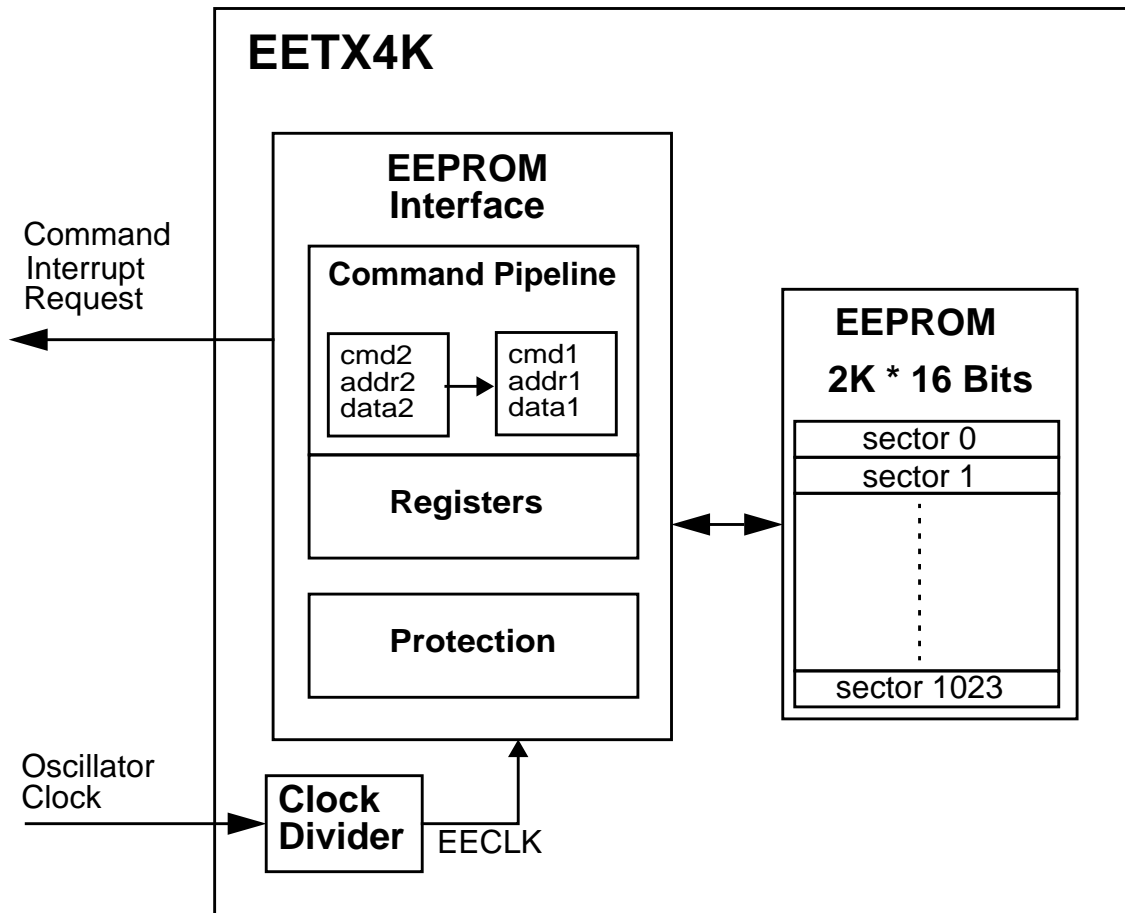 EETX4K
EEPROM
Interface
Command
Interrupt
Request
Command Pipeline
cmd2
addr2
data2
cmd1
addr1
data1
Registers
Protection
EEPROM
2K * 16 Bits
sector 0
sector 1
sector 1023
Oscillator
Clock
Clock
Divider
EECLK